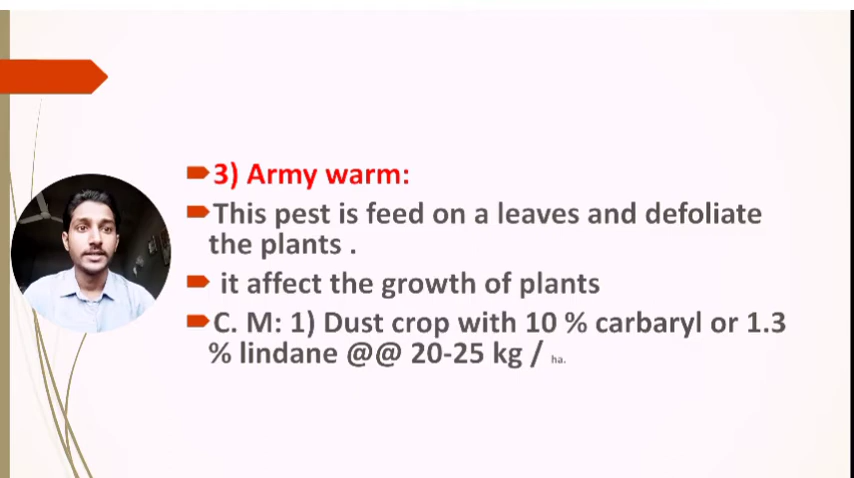 3) Army warm:
This pest is feed on a leaves and defoliate
the plants .
it affect the growth of plants
C. M: 1) Dust crop with 10 % carbaryl or 1.3
% lindane @@ 20-25 kg / ha.